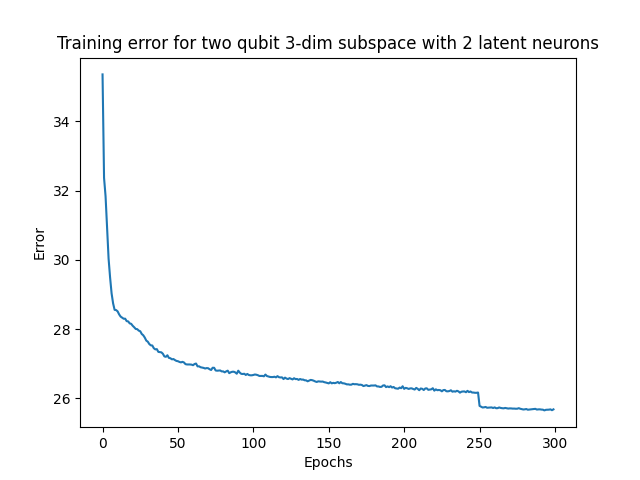 Training error for two qubit 3-dim subspace with 2 latent neurons
34
32
30
28
26
Error
0 50 100 150 200 250 300
Epochs